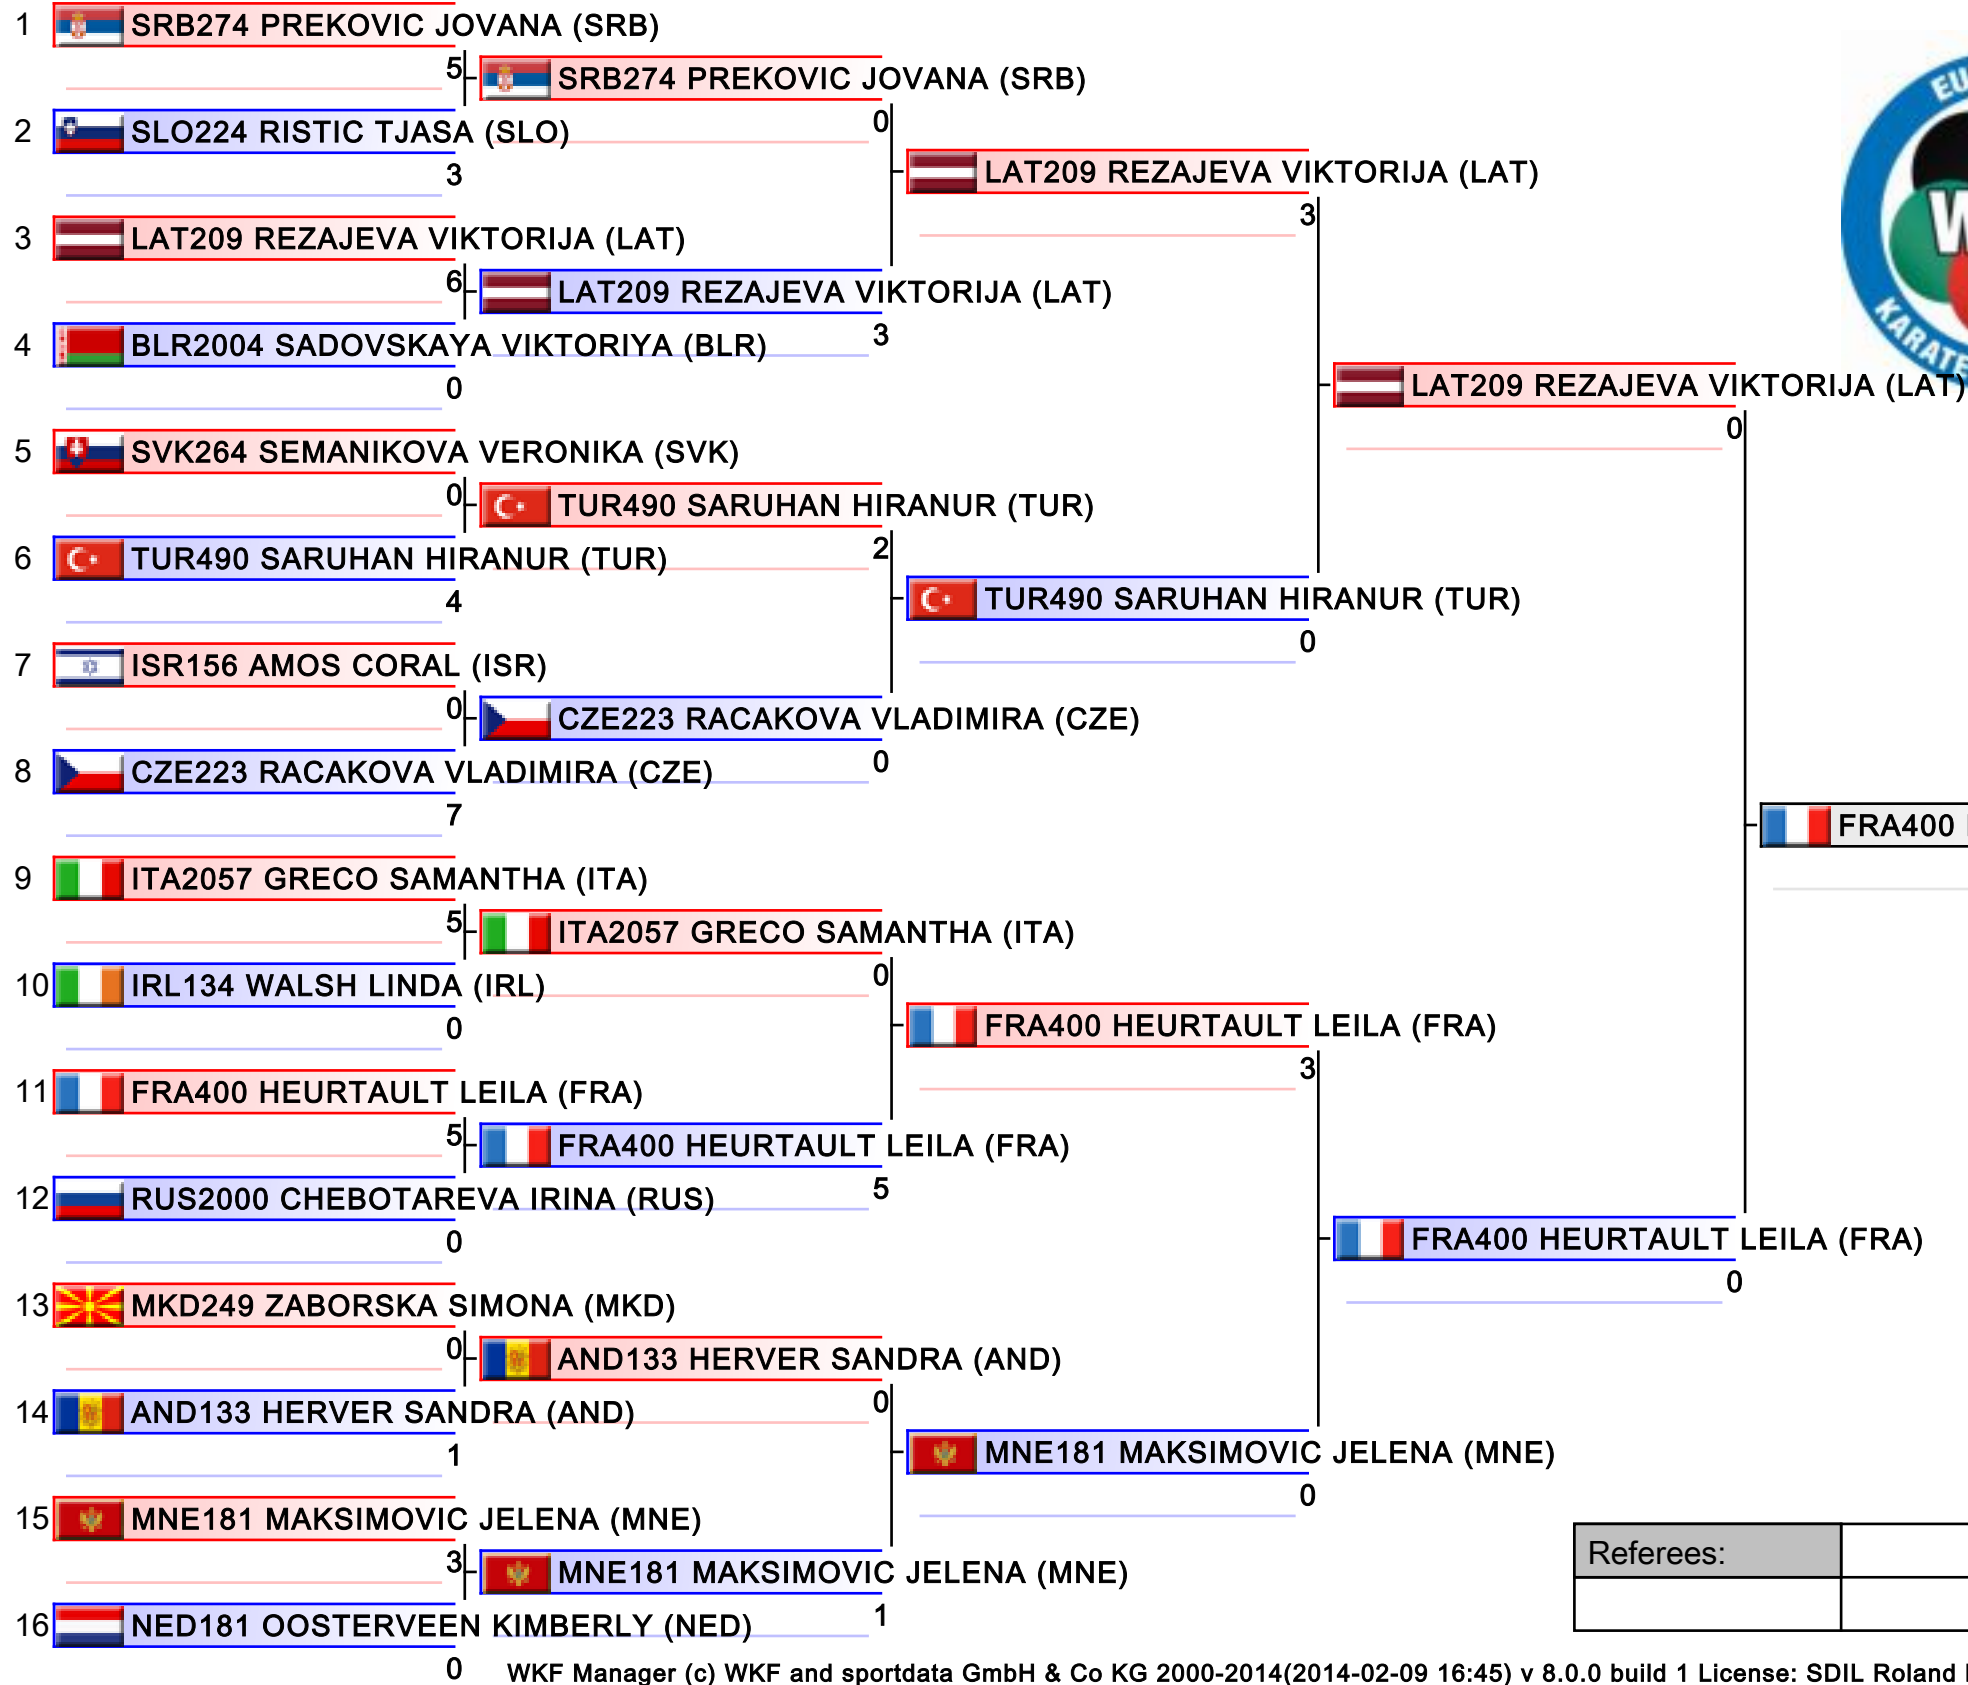 1 SRB274 PREKOVIC JOVANA (SRB)
5
SRB274 PREKOVIC JOVANA (SRB)
0
2 SLO224 RISTIC TJASA (SLO)
3
LAT209 REZAJEVA VIKTORIJA (LAT)
3
3 LAT209 REZAJEVA VIKTORIJA (LAT)
6
LAT209 REZAJEVA VIKTORIJA (LAT)
3
4 BLR2004 SADOVSKAYA VIKTORIYA (BLR)
0
LAT209 REZAJEVA VIKTORIJA (LAT)
0
5 SVK264 SEMANIKOVA VERONIKA (SVK)
0
TUR490 SARUHAN HIRANUR (TUR)
2
6 TUR490 SARUHAN HIRANUR (TUR)
4
TUR490 SARUHAN HIRANUR (TUR)
0
7 ISR156 AMOS CORAL (ISR)
0
CZE223 RACAKOVA VLADIMIRA (CZE)
0
8 CZE223 RACAKOVA VLADIMIRA (CZE)
7
FRA400
9 ITA2057 GRECO SAMANTHA (ITA)
5
ITA2057 GRECO SAMANTHA (ITA)
0
10 IRL134 WALSH LINDA (IRL)
0
FRA400 HEURTAULT LEILA (FRA)
3
11 FRA400 HEURTAULT LEILA (FRA)
5
FRA400 HEURTAULT LEILA (FRA)
5
12 RUS2000 CHEBOTAREVA IRINA (RUS)
0
FRA400 HEURTAULT LEILA (FRA)
0
13 MKD249 ZABORSKA SIMONA (MKD)
0
AND133 HERVER SANDRA (AND)
0
14 AND133 HERVER SANDRA (AND)
1
MNE181 MAKSIMOVIC JELENA (MNE)
0
15 MNE181 MAKSIMOVIC JELENA (MNE)
3
MNE181 MAKSIMOVIC JELENA (MNE)
1
16 NED181 OOSTERVEEN KIMBERLY (NED)
0
Referees:
WKF Manager (c) WKF and sportdata GmbH & Co KG 2000-2014(2014-02-09 16:45) v 8.0.0 build 1 License: SDIL Roland
KARATE